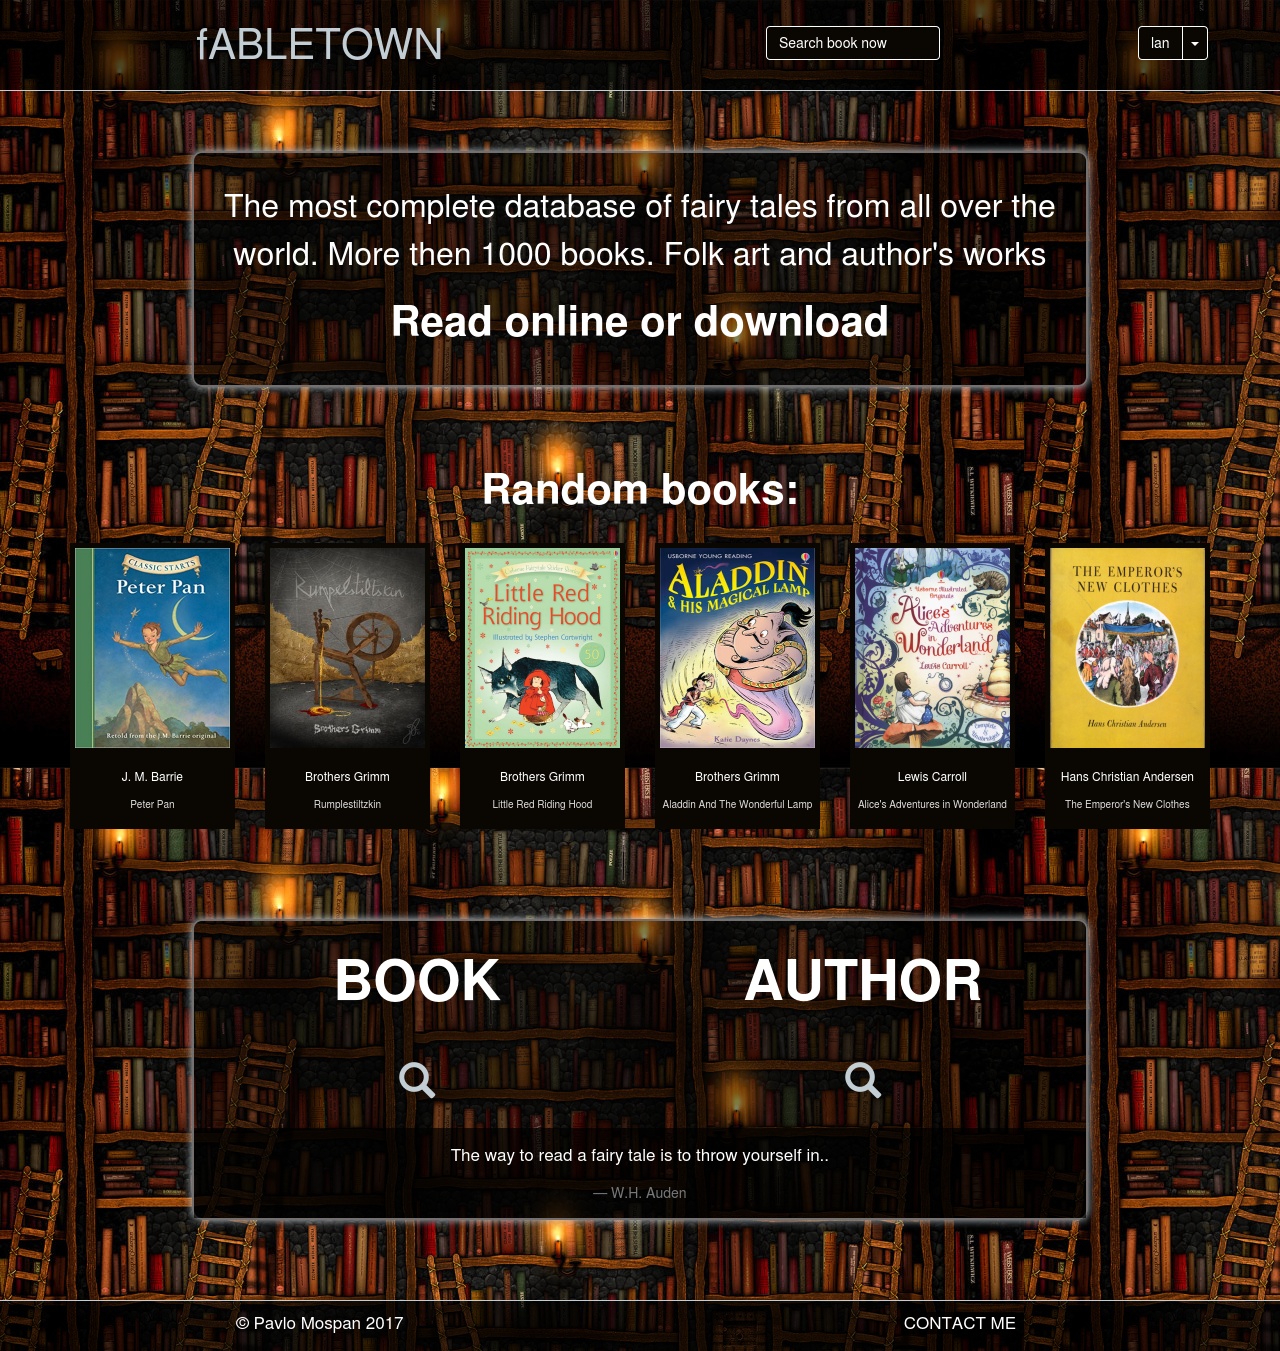 fABLETOWN
Search book now
lan
The most complete database of fairy tales from all over the
world. More then 1000 books. Folk art and author's works
Read online or download
Random books:
CLASSIC STARTS
Peter Pan
Retold from the J.M. Barrie original
J. M. Barrie
Peter Pan
Rumpelstiltskin
Brothers Grimm
Brothers Grimm
Rumplestiltzkin
Little Red
Riding Hood
Illustrated by Stephen Cartwright
50
Brothers Grimm
Little Red Riding Hood
USBORNE YOUNG READING
ALADDIN
& HIS MAGICAL LAMP
Katie Daynes
Brothers Grimm
Aladdin And The Wonderful Lamp
Usborne Illustrated
Originals
Alice's
Adventures
in
Wonderland
Lewis Carroll
Lewis Carroll
Alice's Adventures in Wonderland
THE EMPEROR'S
NEW CLOTHES
Hans Christian Andersen
Hans Christian Andersen
The Emperor's New Clothes
BOOK
AUTHOR
The way to read a fairy tale is to throw yourself in..
— W.H. Auden
© Pavlo Mospan 2017
CONTACT ME